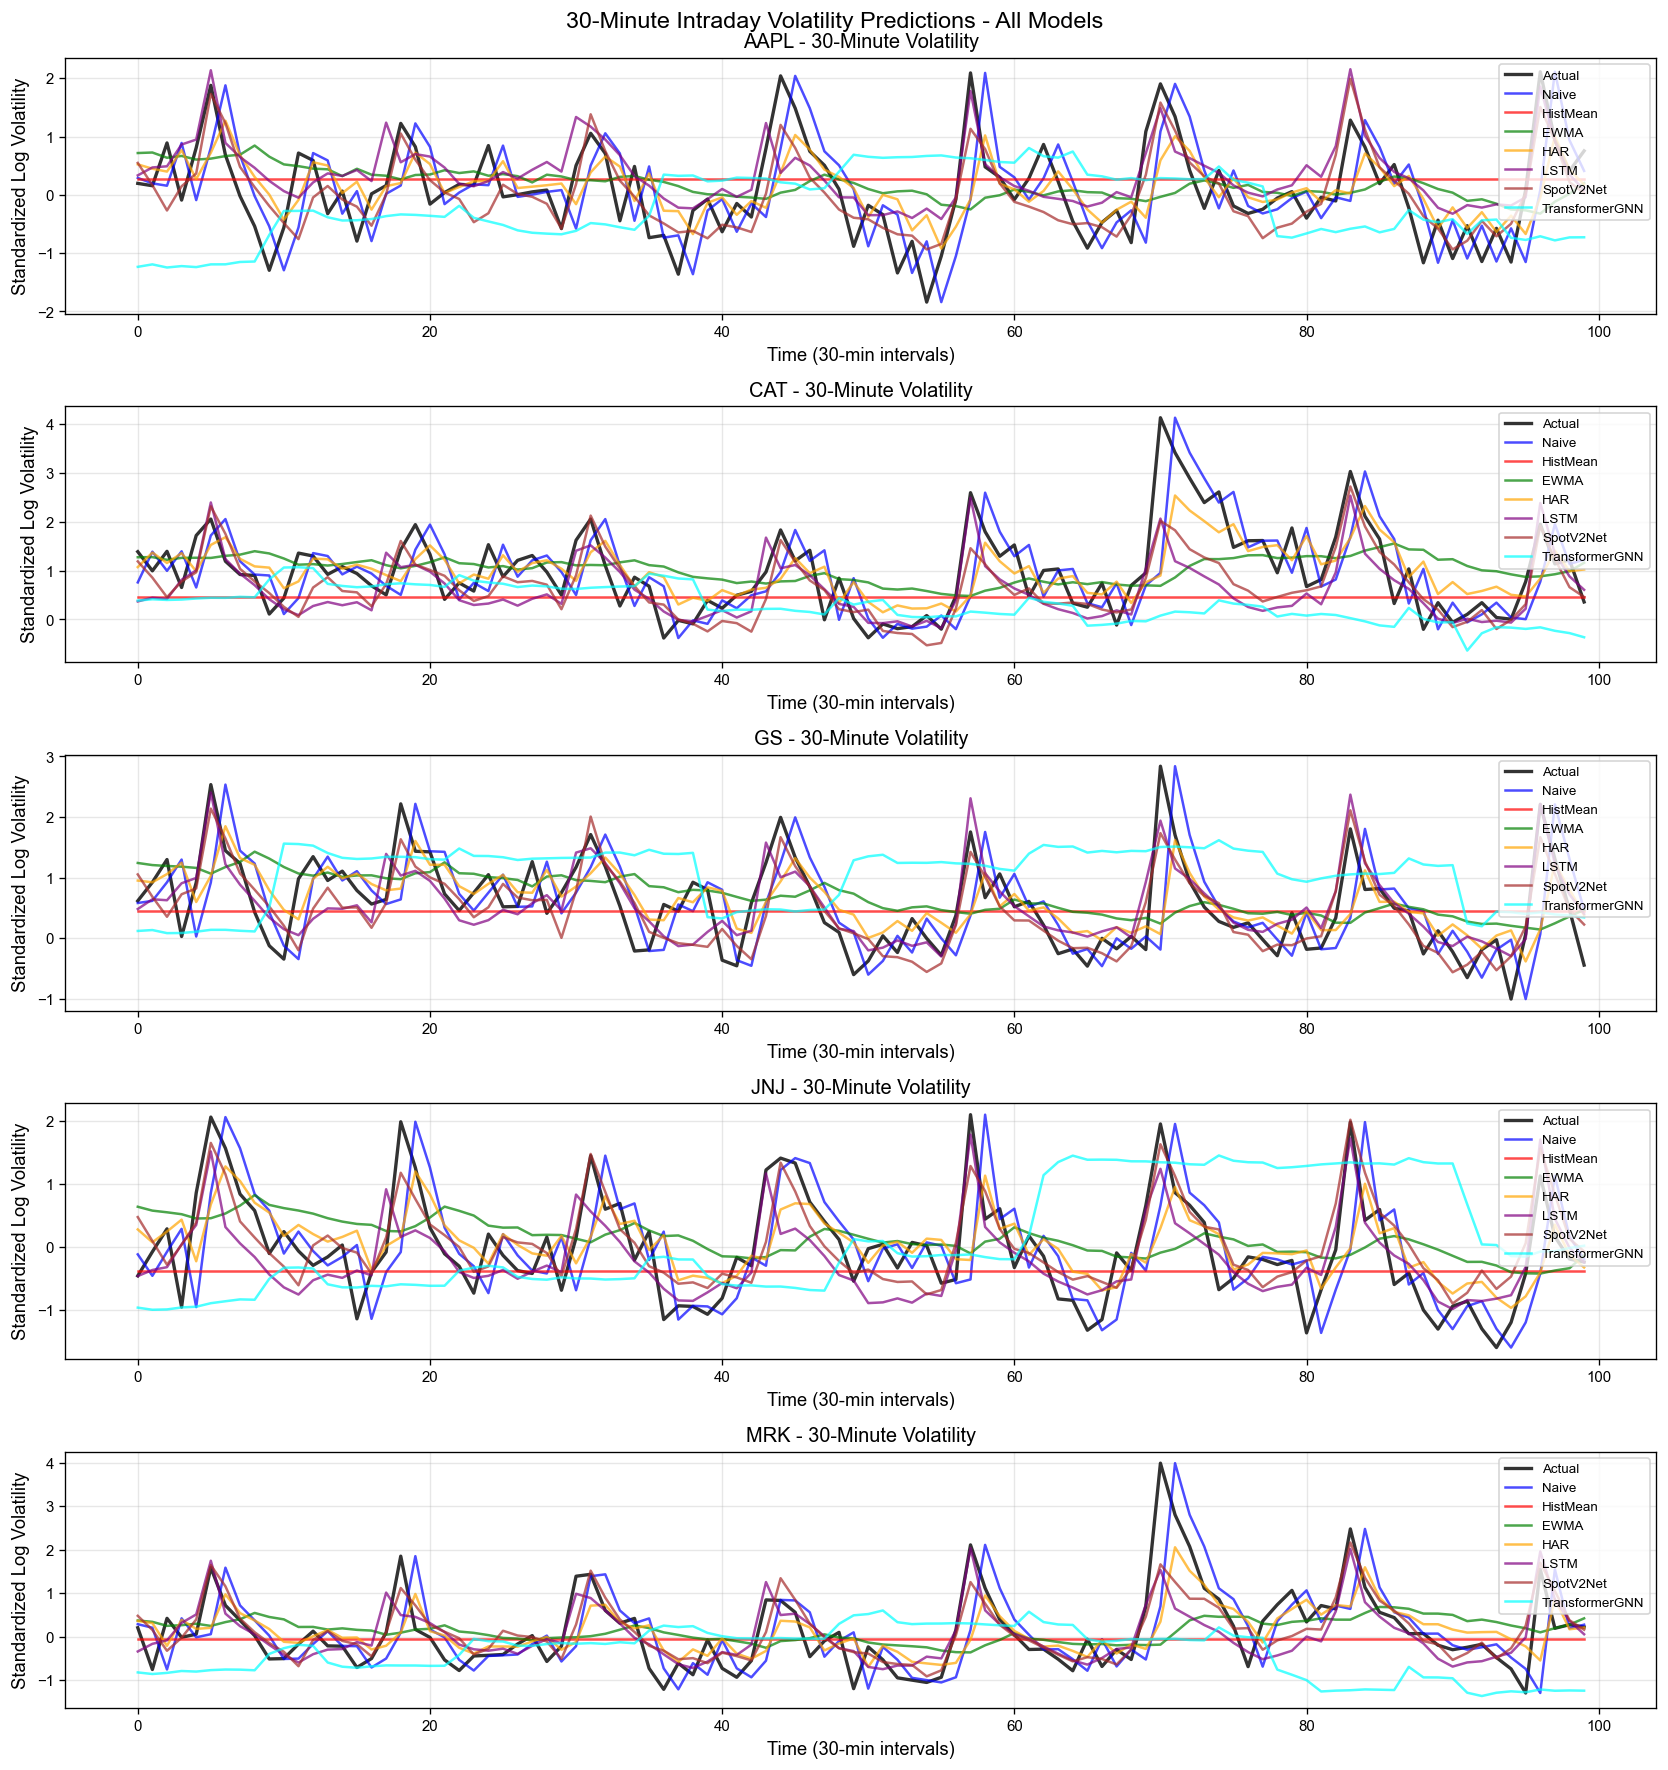 30-Minute Intraday Volatility Predictions - All Models
AAPL - 30-Minute Volatility
Standardized Log Volatility
2
1
0
−1
−2
0 20 40 60 80 100
Time (30-min intervals)
Actual
Naive
HistMean
EWMA
HAR
LSTM
SpotV2Net
TransformerGNN
CAT - 30-Minute Volatility
Standardized Log Volatility
4
3
2
1
0
0 20 40 60 80 100
Time (30-min intervals)
Actual
Naive
HistMean
EWMA
HAR
LSTM
SpotV2Net
TransformerGNN
GS - 30-Minute Volatility
Standardized Log Volatility
3
2
1
0
−1
0 20 40 60 80 100
Time (30-min intervals)
Actual
Naive
HistMean
EWMA
HAR
LSTM
SpotV2Net
TransformerGNN
JNJ - 30-Minute Volatility
Standardized Log Volatility
2
1
0
−1
0 20 40 60 80 100
Time (30-min intervals)
Actual
Naive
HistMean
EWMA
HAR
LSTM
SpotV2Net
TransformerGNN
MRK - 30-Minute Volatility
Standardized Log Volatility
4
3
2
1
0
−1
0 20 40 60 80 100
Time (30-min intervals)
Actual
Naive
HistMean
EWMA
HAR
LSTM
SpotV2Net
TransformerGNN